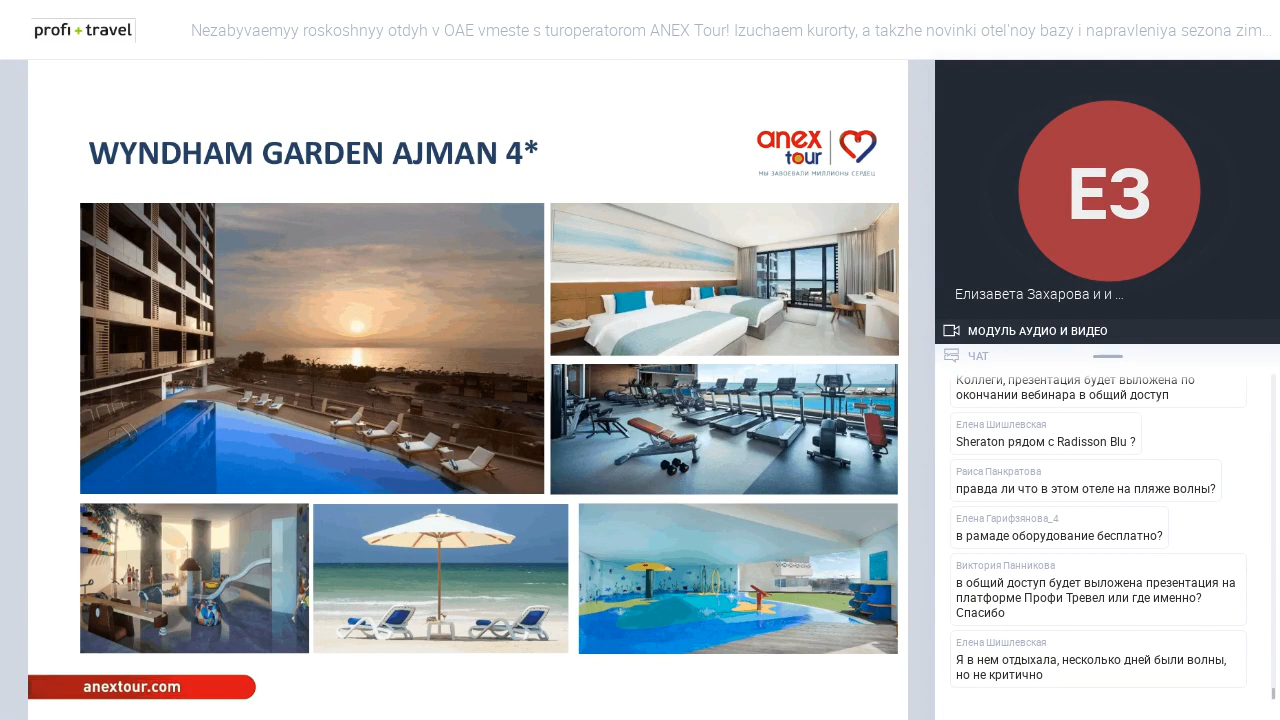 profi + travel
Nezabyvaemyy roskoshnyy otdyh v OAE vmeste s turoperatorom ANEX Tour! Izuchaem kurorty, a takzhe novinki otel'noy bazy i napravleniya sezona zim...
WYNDHAM GARDEN AJMAN 4*
anex
tour
МЫ ЗАВОЕВАЛИ МИЛЛИОНЫ СЕРДЕЦ
anextour.com
ЕЗ
Елизавета Захарова и и ...
МОДУЛЬ АУДИО И ВИДЕО
ЧАТ
Коллеги, презентация будет выложена по
окончании вебинара в общий доступ
Елена Шишлевская
Sheraton рядом с Radisson Blu ?
Раиса Панкратова
правда ли что в этом отеле на пляже волны?
Елена Гарифзянова_4
в рамаде оборудование бесплатно?
Виктория Панникова
в общий доступ будет выложена презентация на
платформе Профи Тревел или где именно?
Спасибо
Елена Шишлевская
Я в нем отдыхала, несколько дней были волны,
но не критично